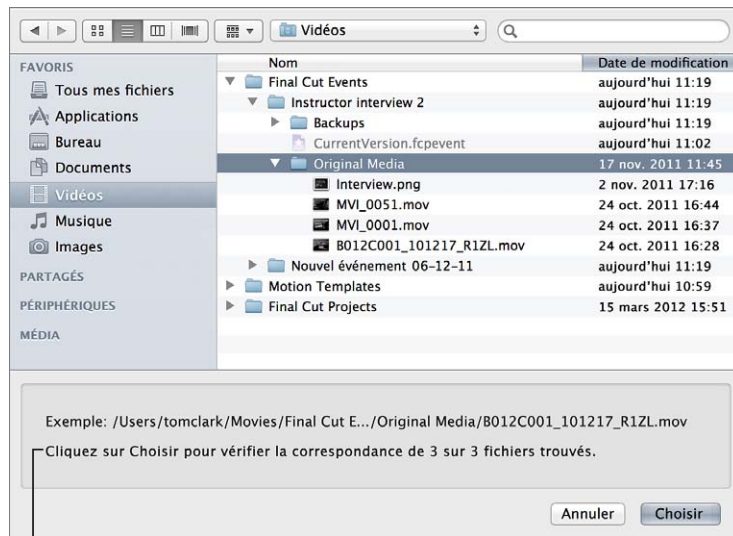 Vidéos
Nom Date de modification
FAVORIS
Tous mes fichiers
Applications
Bureau
Documents
Vidéos
Musique
Images
PARTAGÉS
PÉRIPHÉRIQUES
MÉDIA
Final Cut Events aujourd'hui 11:19
Instructor interview 2 aujourd'hui 11:19
Backups aujourd'hui 11:19
CurrentVersion.fcpevent aujourd'hui 11:02
Original Media 17 nov. 2011 11:45
Interview.png 2 nov. 2011 17:16
MVI_0051.mov 24 oct. 2011 16:44
MVI_0001.mov 24 oct. 2011 16:37
B012C001_101217_R1ZL.mov 24 oct. 2011 16:28
Nouvel événement 06-12-11 aujourd'hui 11:19
Motion Templates aujourd'hui 10:59
Final Cut Projects 15 mars 2012 15:51
Exemple: /Users/tomclark/Movies/Final Cut E.../Original Media/B012C001_101217_R1ZL.mov
Cliquez sur Choisir pour vérifier la correspondance de 3 sur 3 fichiers trouvés.
Annuler Choisir